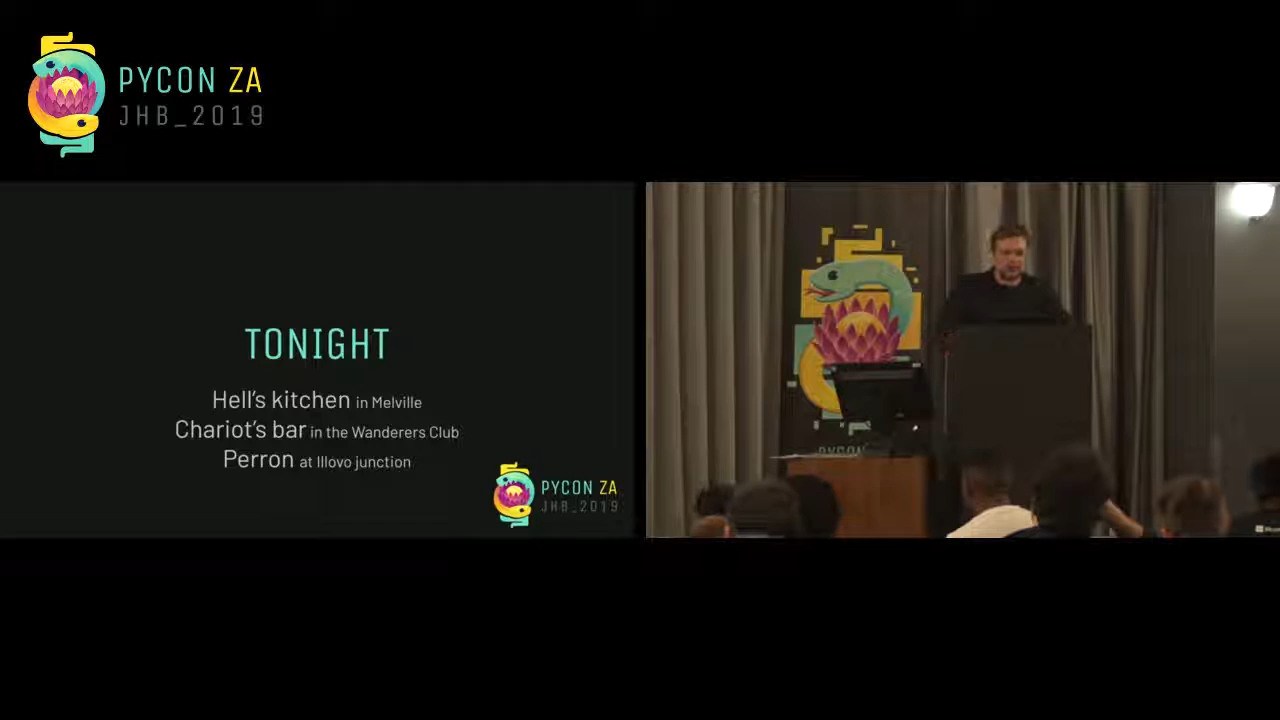 PYCON ZA
JHB_2019
TONIGHT
Hell's kitchen in Melville
Chariot's bar in the Wanderers Club
Perron at Illovo junction
PYCON ZA
JHB_2019
PYCON